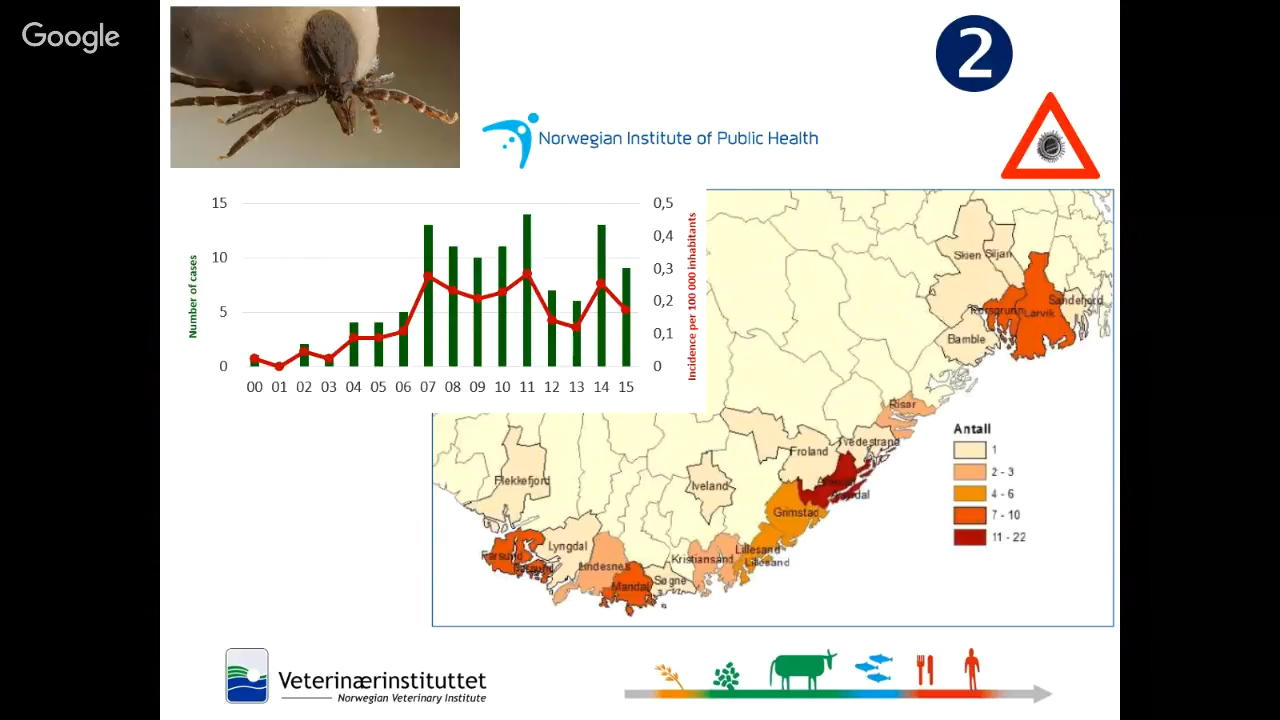 Google
2
Norwegian Institute of Public Health
15
10
5
0
Number of cases
0,5
0,4
0,3
0,2
0,1
0
Incidence per 100 000 inhabitants
00 01 02 03 04 05 06 07 08 09 10 11 12 13 14 15
Skien
Siljan
Sandefjord
Porsgrunn
Larvik
Bamble
Risør
Tvedestrand
Froland
Arendal
Grimstad
Iveland
Flekkefjord
Lillesand
Lillesand
Kristiansand
Lyngdal
Farsund
Farsund
Lindesnes
Søgne
Mandal
Antall
1
2 - 3
4 - 6
7 - 10
11 - 22
Veterinærinstituttet
Norwegian Veterinary Institute